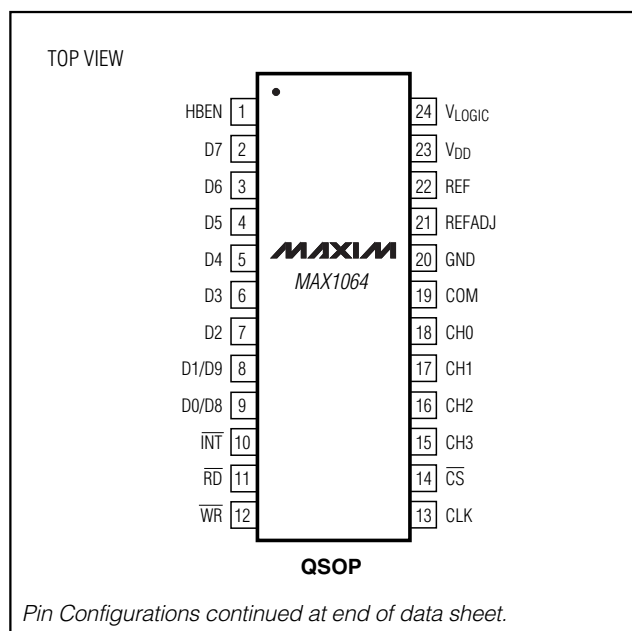 TOP VIEW
HBEN 1 24 VLOGIC
D7 2 23 VDD
D6 3 22 REF
D5 4 21 REFADJ
D4 5 MAXIM 20 GND
D3 6 MAX1064 19 COM
D2 7 18 CH0
D1/D9 8 17 CH1
D0/D8 9 16 CH2
INT 10 15 CH3
RD 11 14 CS
WR 12 13 CLK
QSOP
Pin Configurations continued at end of data sheet.